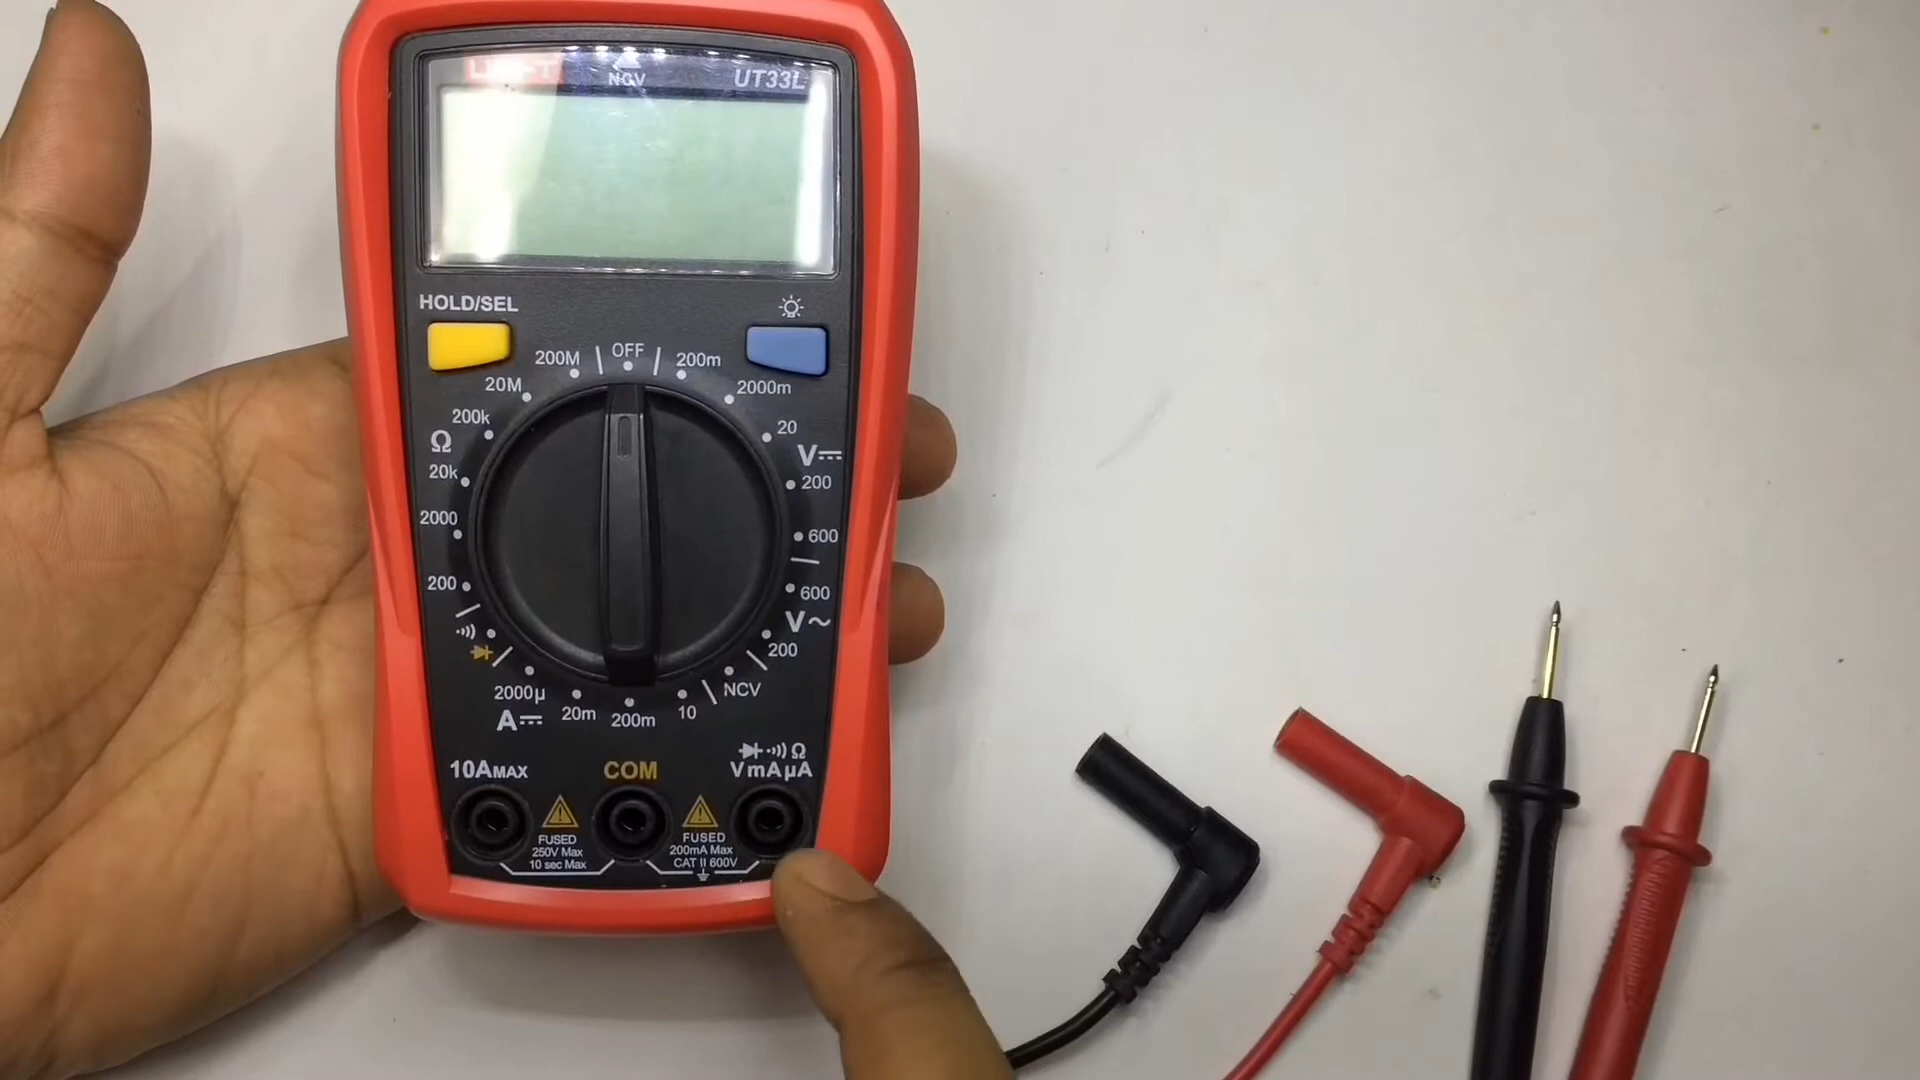 NCV
UT33L
HOLD/SEL
OFF
200M
200m
20M
2000m
200k
20
Ω
V⎓
20k
200
2000
600
200
600
V~
200
2000µ
NCV
A⎓
20m
200m
10
10AMAX
COM
Ω
VmAµA
FUSED
250V Max
10 sec Max
FUSED
200mA Max
CAT II 600V